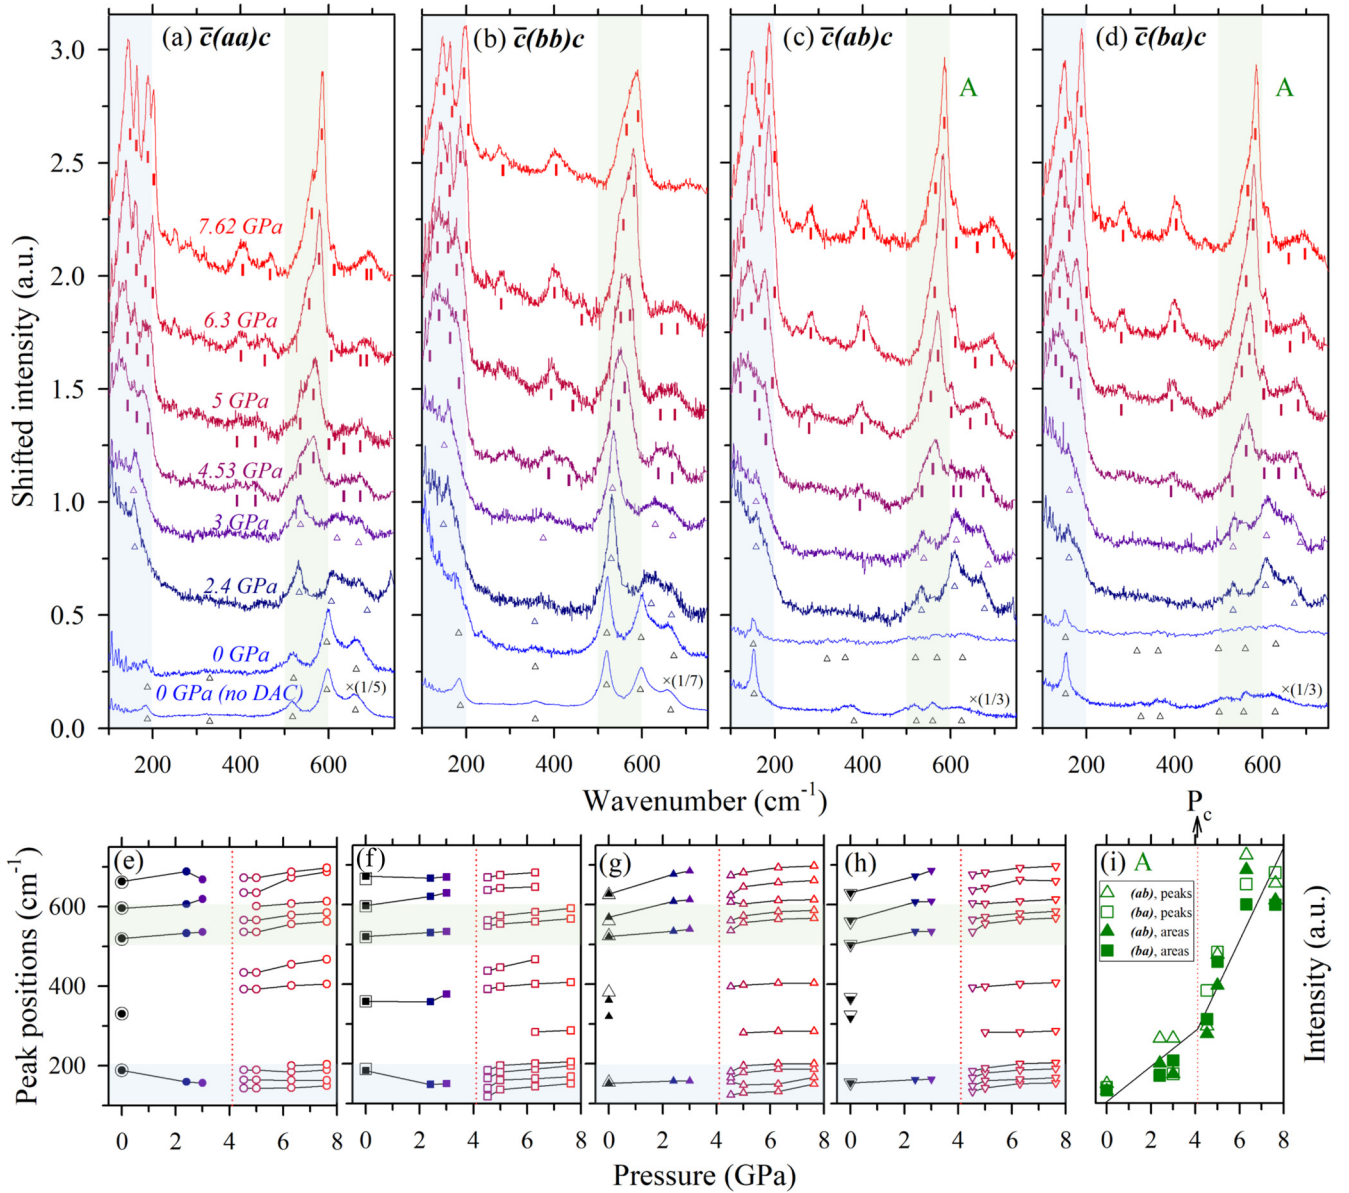 (a) c̅(aa)c
(b) c̅(bb)c
(c) c̅(ab)c
(d) c̅(ba)c
A
A
Shifted intensity (a.u.)
3.0
2.5
2.0
1.5
1.0
0.5
0.0
7.62 GPa
6.3 GPa
5 GPa
4.53 GPa
3 GPa
2.4 GPa
0 GPa
0 GPa (no DAC)
×(1/5)
×(1/7)
×(1/3)
×(1/3)
200 400 600
200 400 600
200 400 600
200 400 600
Wavenumber (cm⁻¹)
P_c
(e)
(f)
(g)
(h)
(i) A
Peak positions (cm⁻¹)
600
400
200
(ab), peaks
(ba), peaks
(ab), areas
(ba), areas
Intensity (a.u.)
0 2 4 6 8
0 2 4 6 8
0 2 4 6 8
0 2 4 6 8
0 2 4 6 8
Pressure (GPa)